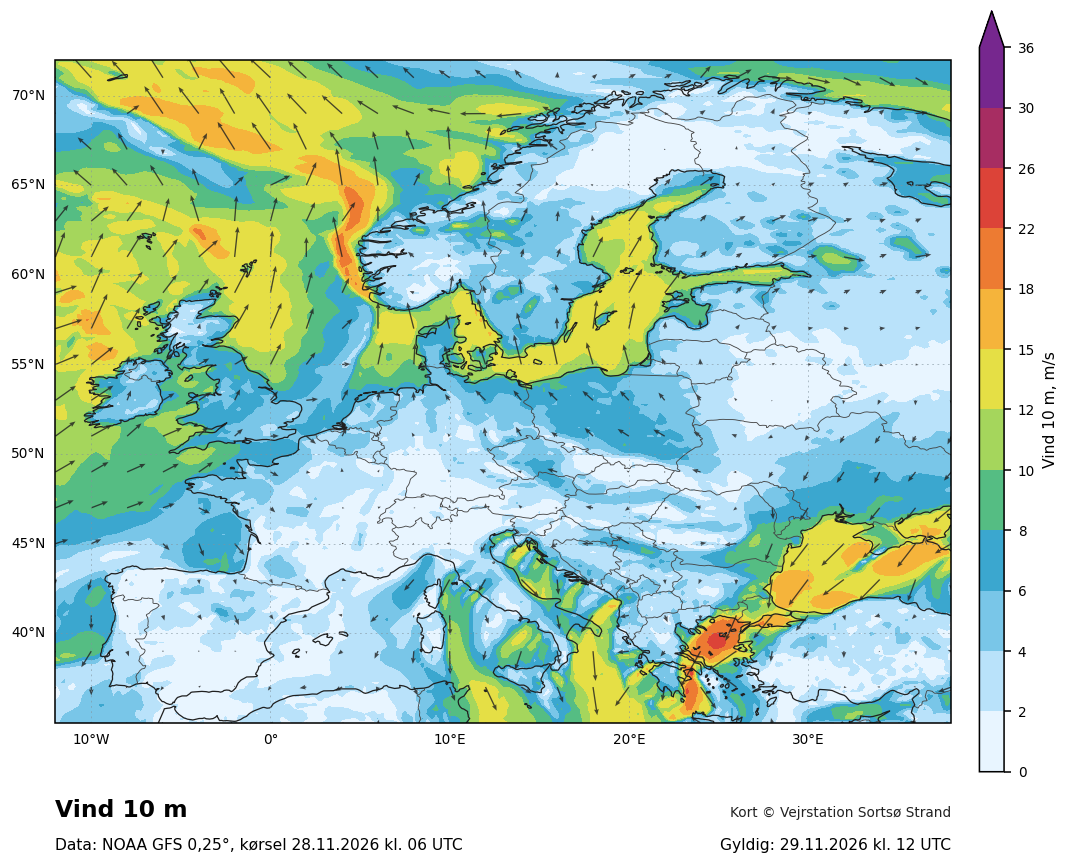 36
30
26
22
18
15
12
10
8
6
4
2
0
Vind 10 m, m/s
70°N
65°N
60°N
55°N
50°N
45°N
40°N
10°W
0°
10°E
20°E
30°E
Vind 10 m
Kort © Vejrstation Sortsø Strand
Data: NOAA GFS 0,25°, kørsel 28.11.2026 kl. 06 UTC
Gyldig: 29.11.2026 kl. 12 UTC